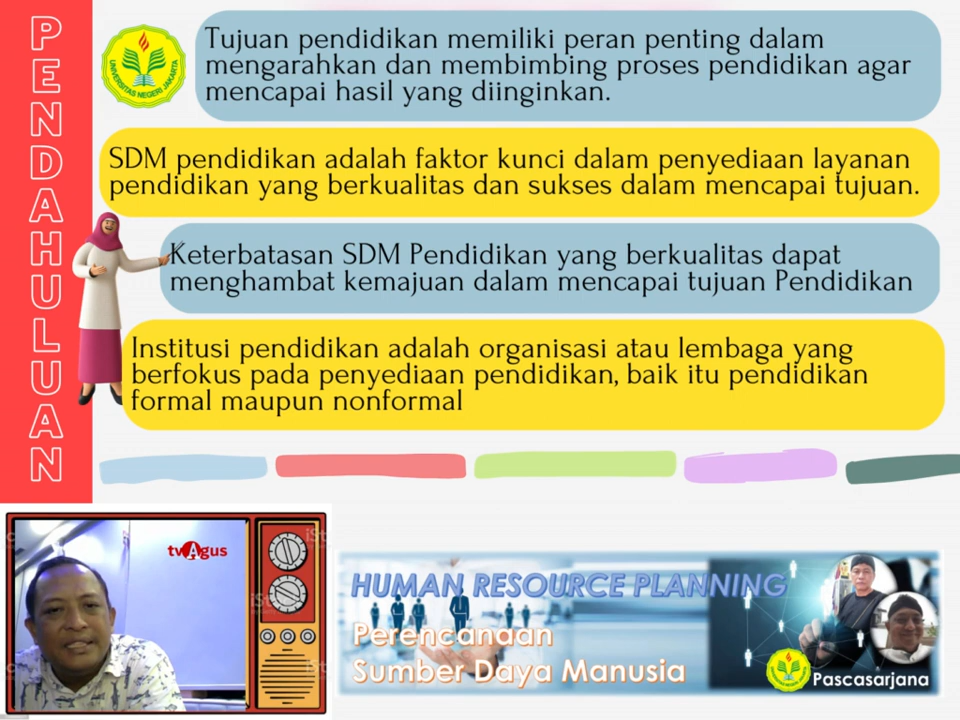 PENDAHULUAN
UNIVERSITAS NEGERI JAKARTA
Tujuan pendidikan memiliki peran penting dalam
mengarahkan dan membimbing proses pendidikan agar
mencapai hasil yang diinginkan.
SDM pendidikan adalah faktor kunci dalam penyediaan layanan
pendidikan yang berkualitas dan sukses dalam mencapai tujuan.
Keterbatasan SDM Pendidikan yang berkualitas dapat
menghambat kemajuan dalam mencapai tujuan Pendidikan
Institusi pendidikan adalah organisasi atau lembaga yang
berfokus pada penyediaan pendidikan, baik itu pendidikan
formal maupun nonformal
tvAgus
HUMAN RESOURCE PLANNING
Perencanaan
Sumber Daya Manusia
Pascasarjana